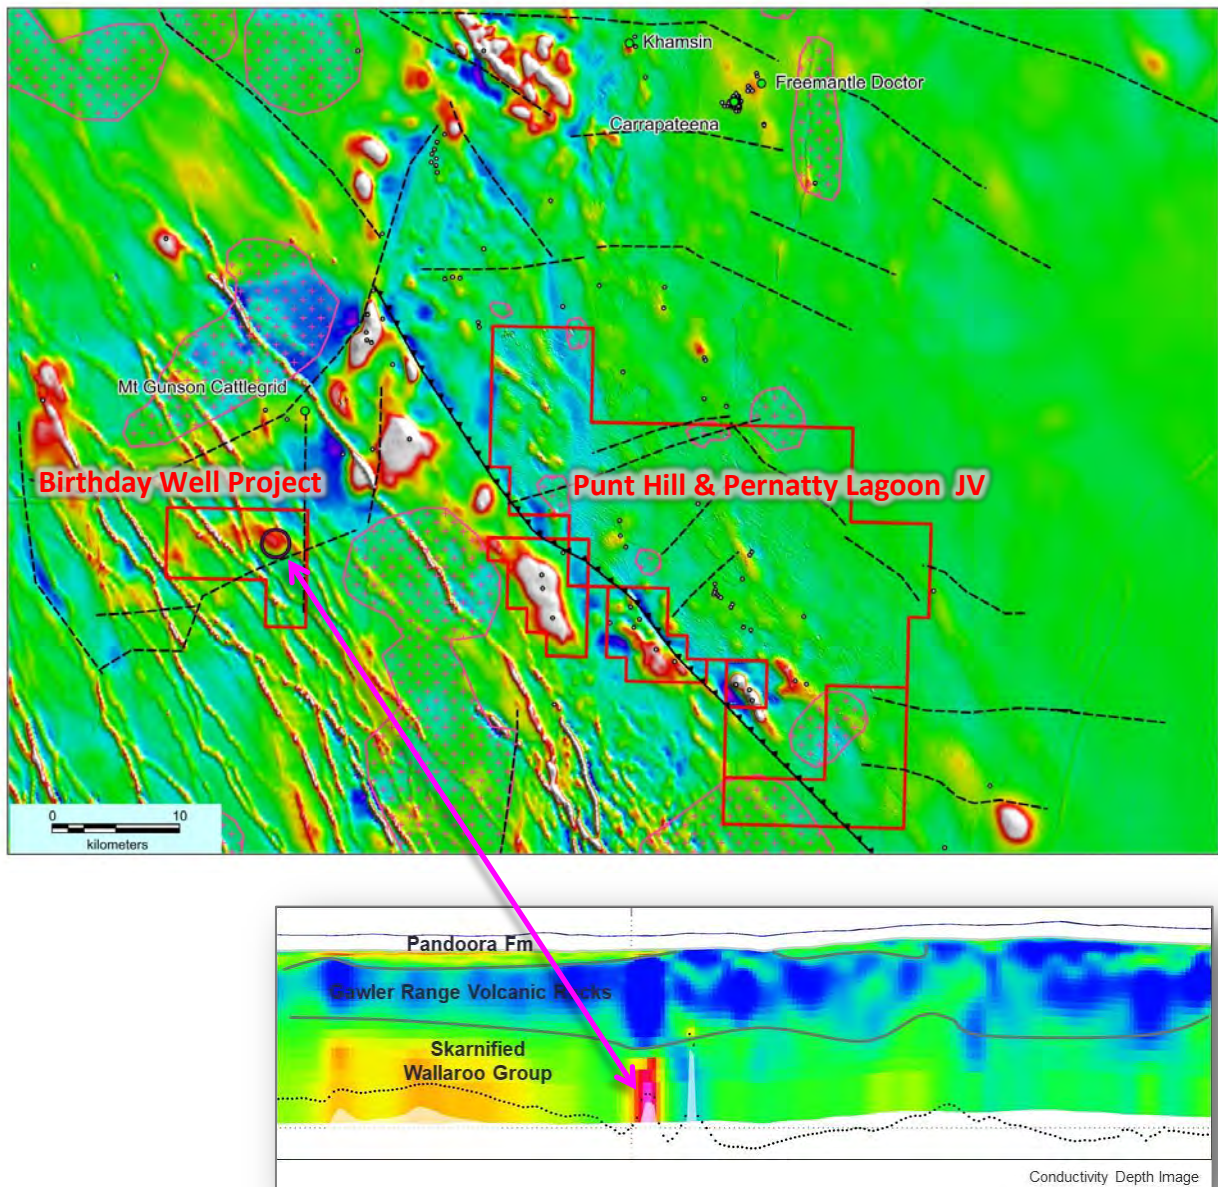 Khamsin
Freemantle Doctor
Carrapateena
Mt Gunson Cattlegrid
Birthday Well Project
Punt Hill & Pernatty Lagoon JV
0 10
kilometers
Pandoora Fm
Gawler Range Volcanic Rocks
Skarnified
Wallaroo Group
Conductivity Depth Image